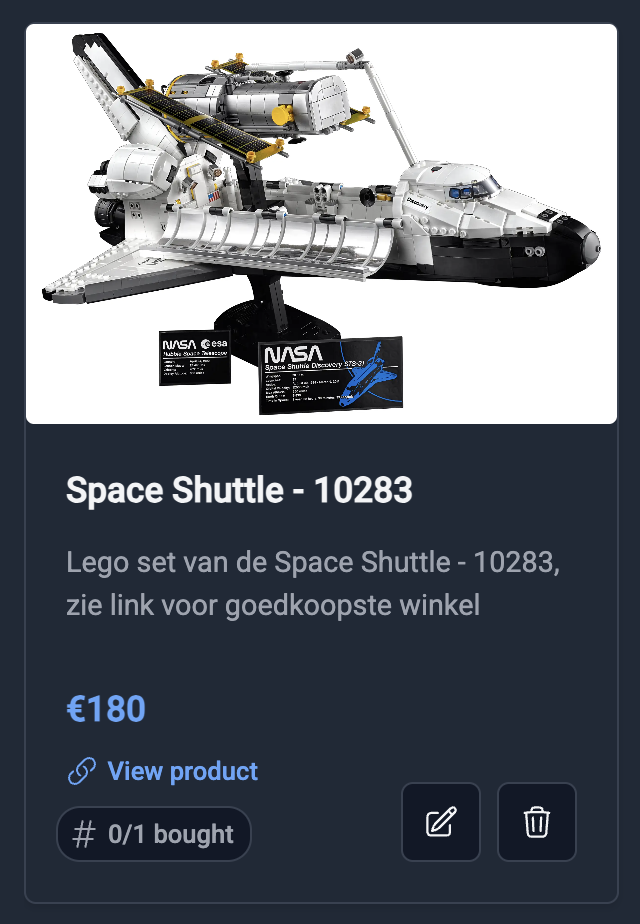 Discovery
NASA esa
Hubble Space Telescope
NASA
Space Shuttle Discovery STS-31
Space Shuttle - 10283
Lego set van de Space Shuttle - 10283,
zie link voor goedkoopste winkel
€180
View product
# 0/1 bought